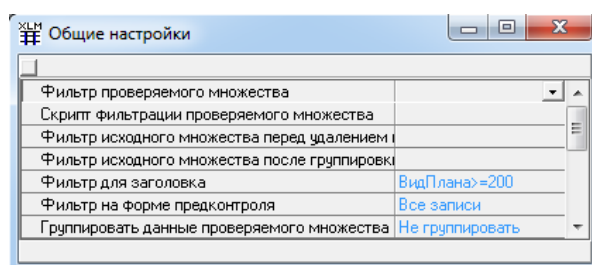 XLM Общие настройки
Фильтр проверяемого множества
Скрипт фильтрации проверяемого множества
Фильтр исходного множества перед удалением
Фильтр исходного множества после группировки
Фильтр для заголовка ВидПлана>=200
Фильтр на форме предконтроля Все записи
Группировать данные проверяемого множества Не группировать